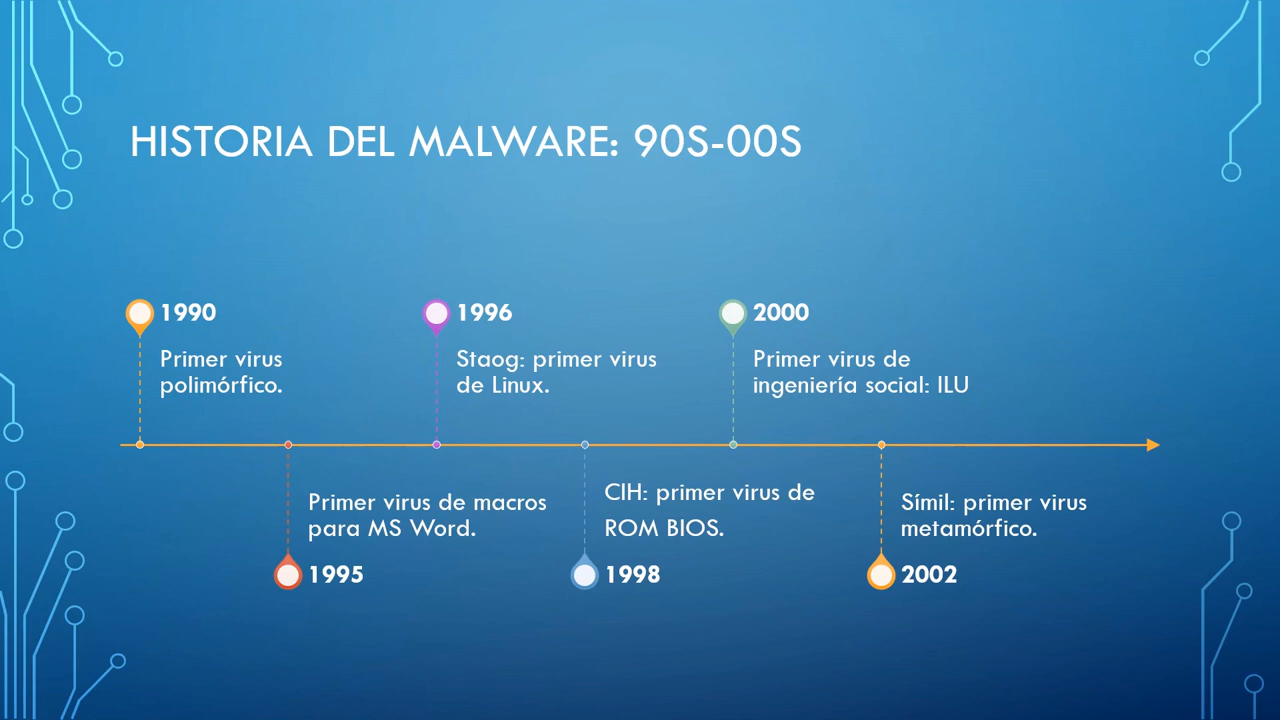 HISTORIA DEL MALWARE: 90S-00S
1990
Primer virus
polimórfico.
Primer virus de macros
para MS Word.
1995
1996
Staog: primer virus
de Linux.
CIH: primer virus de
ROM BIOS.
1998
2000
Primer virus de
ingeniería social: ILU
Símil: primer virus
metamórfico.
2002